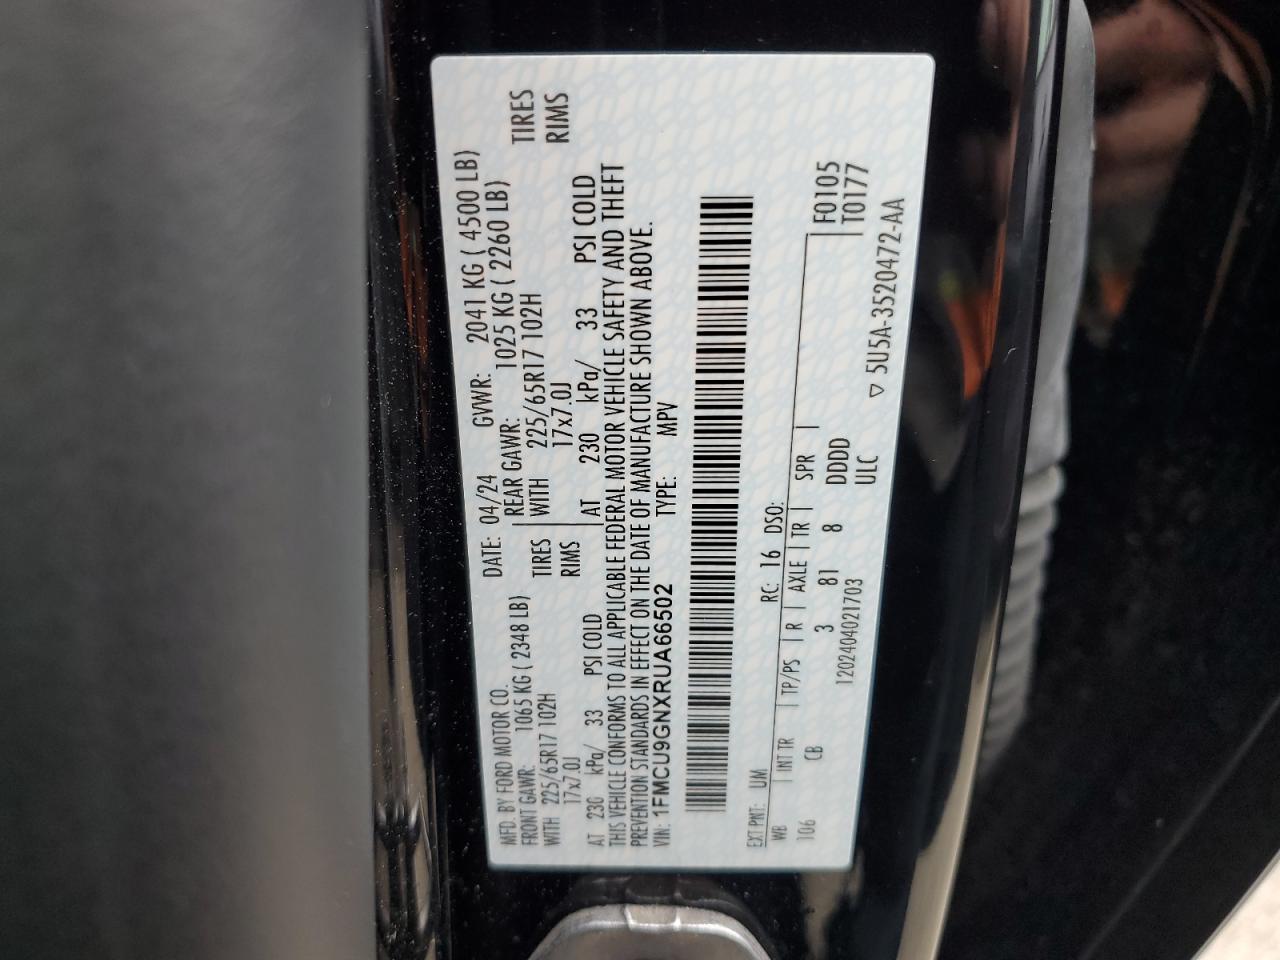 MFD. BY FORD MOTOR CO.
DATE: 04/24 GVWR: 2041 KG ( 4500 LB)
FRONT GAWR: 1065 KG ( 2348 LB)
REAR GAWR: 1025 KG ( 2260 LB)
WITH 225/65R17 102H TIRES
WITH 225/65R17 102H TIRES
17x7.0J RIMS
17x7.0J RIMS
AT 230 kPa/ 33 PSI COLD
AT 230 kPa/ 33 PSI COLD
THIS VEHICLE CONFORMS TO ALL APPLICABLE FEDERAL MOTOR VEHICLE SAFETY AND THEFT
PREVENTION STANDARDS IN EFFECT ON THE DATE OF MANUFACTURE SHOWN ABOVE.
VIN: 1FMCU9GNXRUA66502 TYPE: MPV
EXT PNT: UM RC: 16 DSO:
WB | INT TR | TP/PS | R | AXLE | TR | SPR |
F0105
T0177
106 CB 3 81 8 DDDD
1202404021703 ULC
▽ 5U5A-3520472-AA